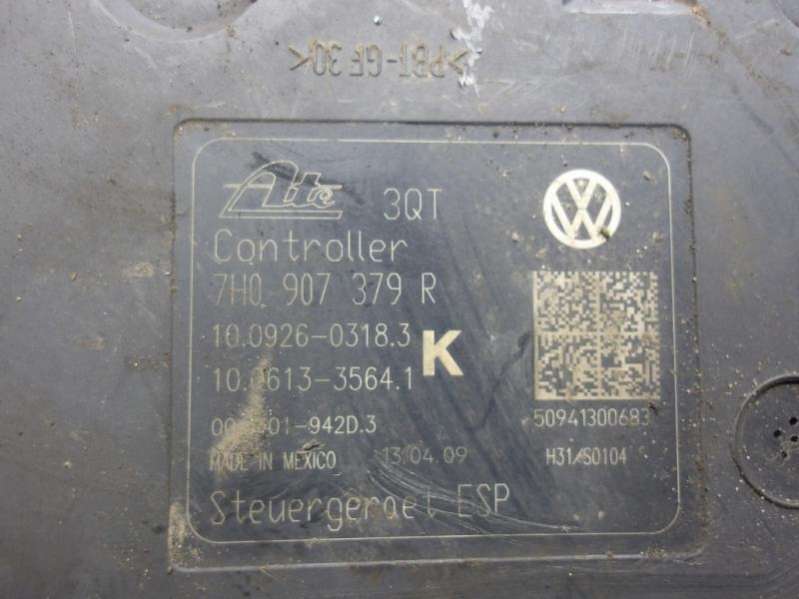 >PBT-GF30<
Ate 3QT
Controller
7H0 907 379 R
10.0926-0318.3
K
10.0613-3564.1
50941300683
MADE IN MEXICO 13.04.09 H31/S0104
Steuergeraet ESP